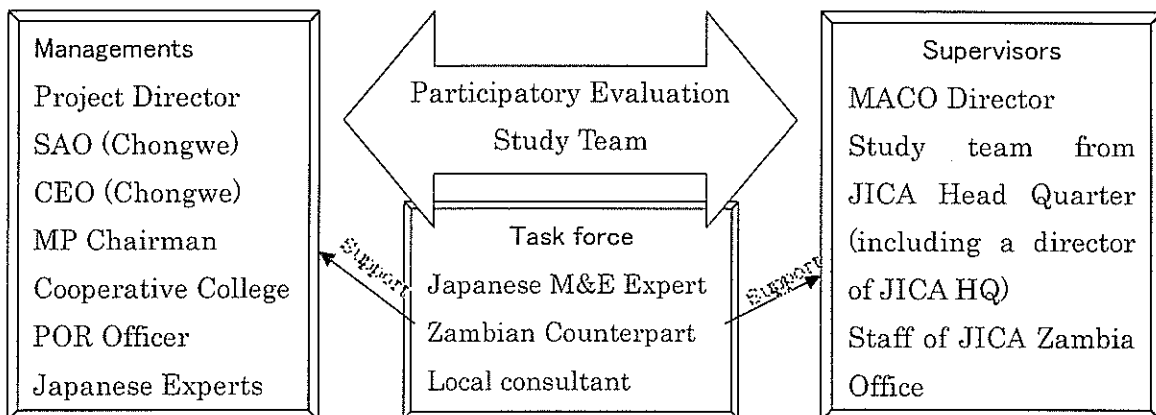 Managements
Project Director
SAO (Chongwe)
CEO (Chongwe)
MP Chairman
Cooperative College
POR Officer
Japanese Experts
Participatory Evaluation
Study Team
Support
Task force
Japanese M&E Expert
Zambian Counterpart
Local consultant
Support
Supervisors
MACO Director
Study team from
JICA Head Quarter
(including a director
of JICA HQ)
Staff of JICA Zambia
Office